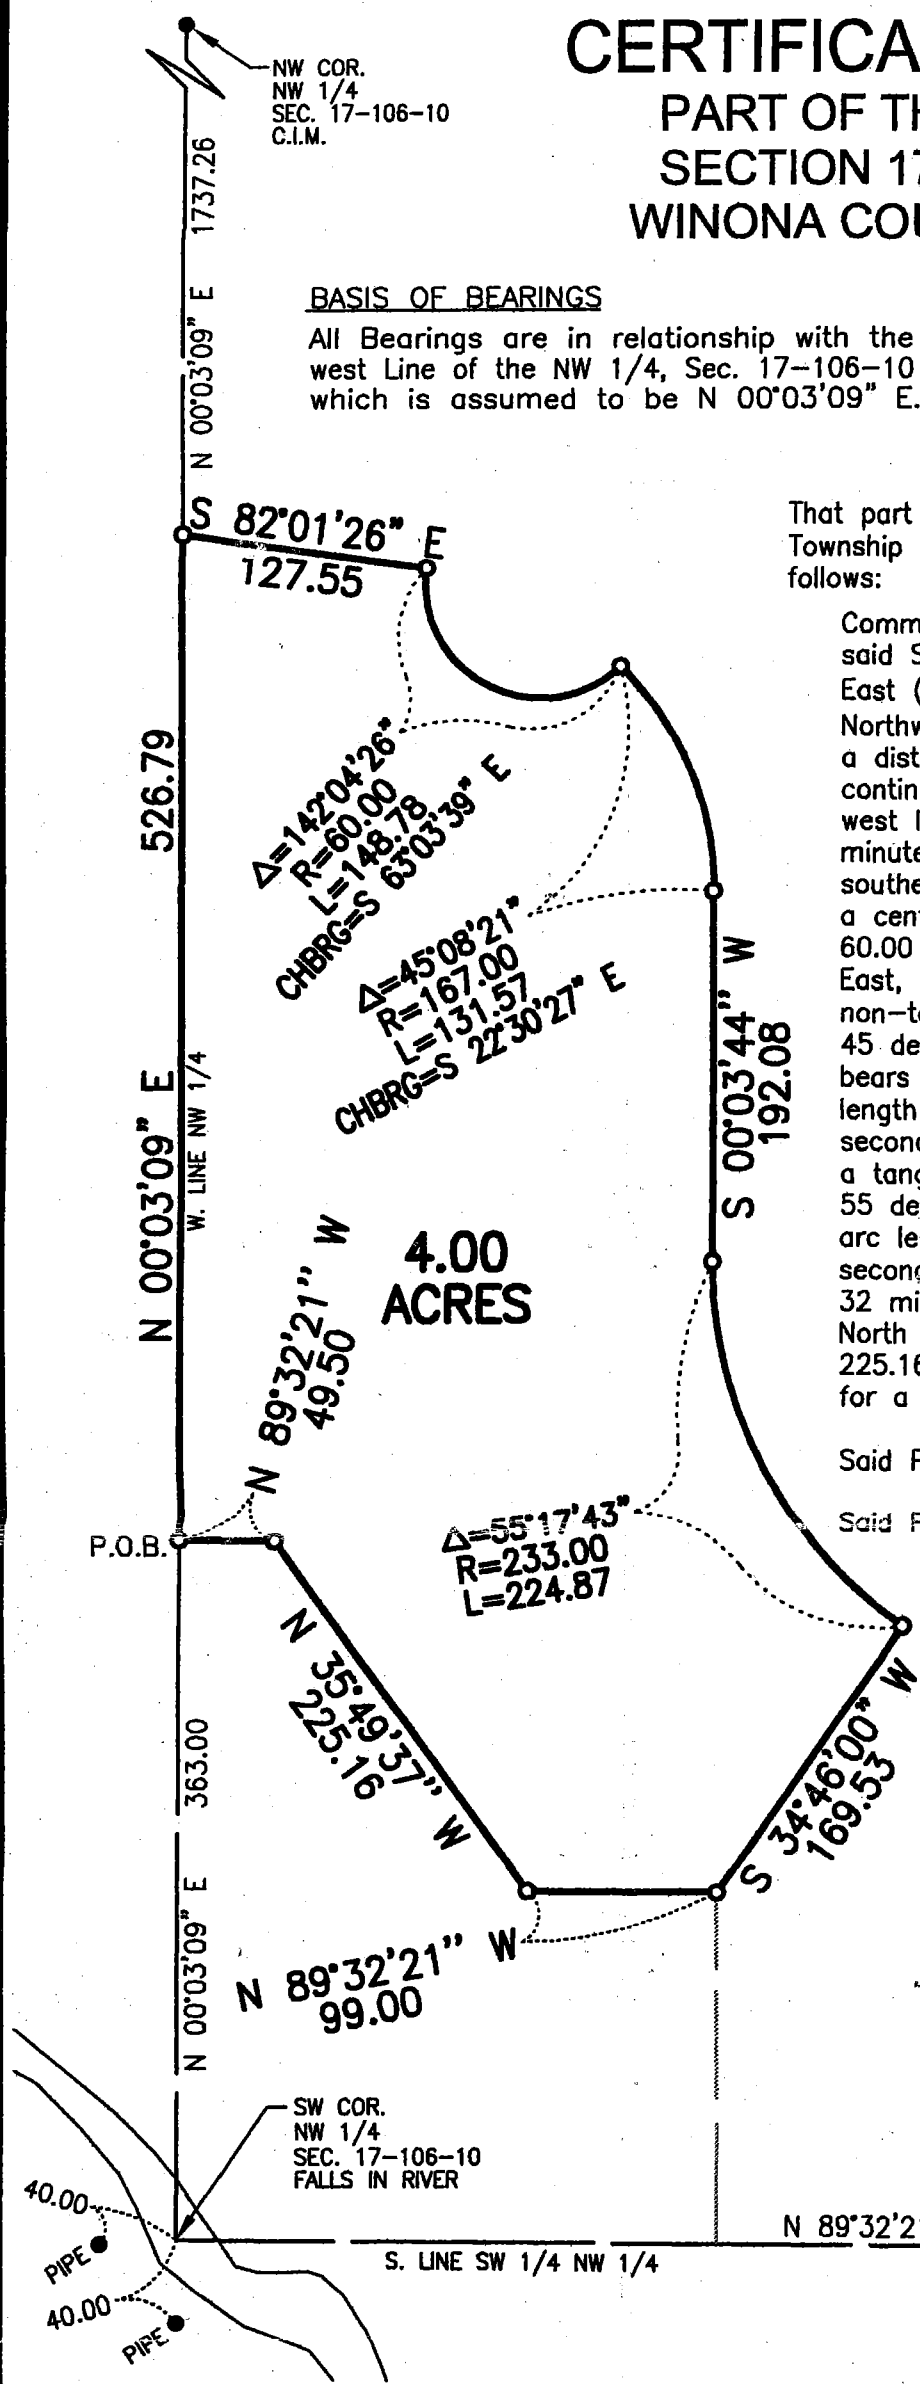 CERTIFICA
PART OF TH
SECTION 17
WINONA COU
NW COR.
NW 1/4
SEC. 17-106-10
C.I.M.
1737.26
N 00°03'09" E
BASIS OF BEARINGS
All Bearings are in relationship with the
west Line of the NW 1/4, Sec. 17-106-10
which is assumed to be N 00°03'09" E.
S 82°01'26" E
127.55
That part
Township
follows:
Comm
said S
East (
Northw
a dist
contin
west l
minute
southe
a cent
60.00
East,
non-ta
45 de
bears
length
second
a tang
55 de
arc le
second
32 mi
North
225.16
for a
Said P
Said P
526.79
N 00°03'09" E
W. LINE NW 1/4
Δ=142°04'26"
R=60.00
L=148.78
CHBRG=S 63°03'39" E
Δ=45°08'21"
R=167.00
L=131.57
CHBRG=S 22°30'27" E
S 00°03'44" W
192.08
4.00
ACRES
N 89°32'21" W
49.50
P.O.B.
Δ=55°17'43"
R=233.00
L=224.87
N 35°49'37" W
225.16
S 34°46'00" W
169.53
363.00
N 00°03'09" E
N 89°32'21" W
99.00
SW COR.
NW 1/4
SEC. 17-106-10
FALLS IN RIVER
40.00
PIPE
40.00
PIPE
S. LINE SW 1/4 NW 1/4
N 89°32'2